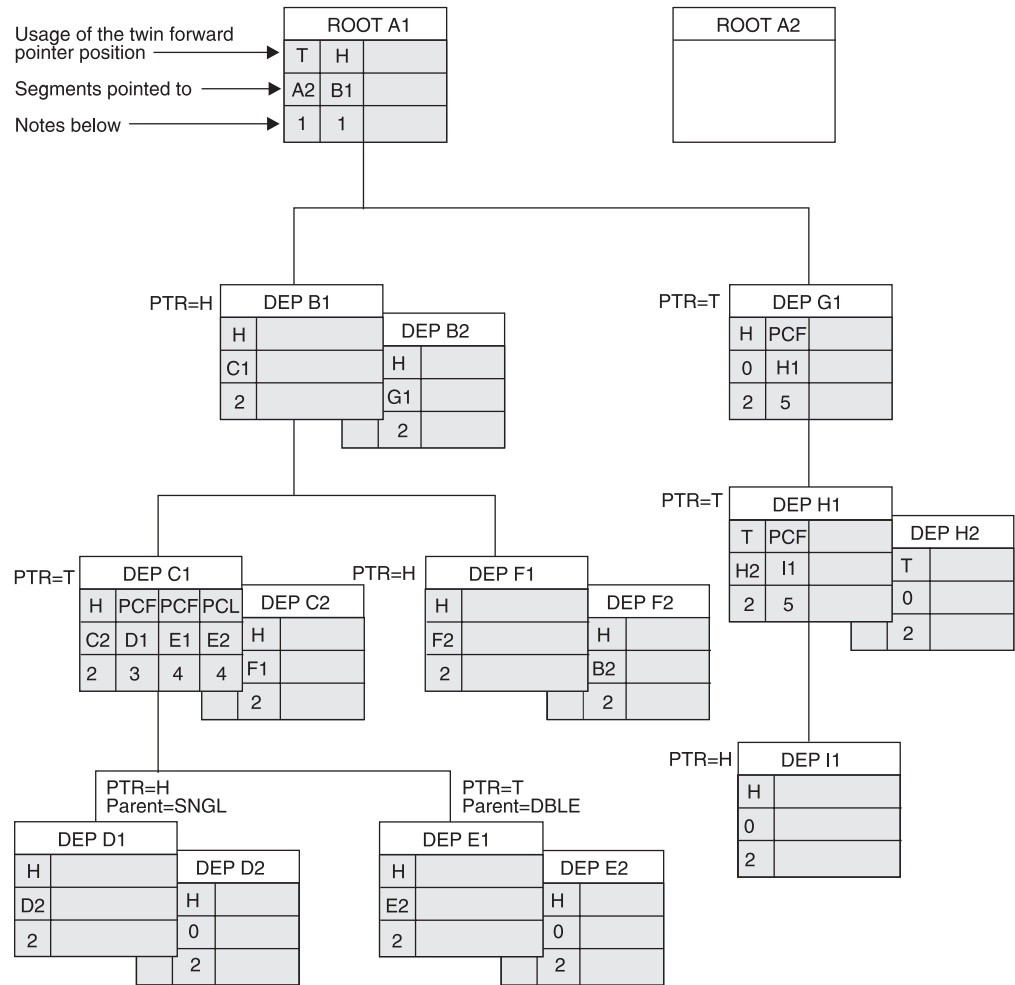 Usage of the twin forward
pointer position
Segments pointed to
Notes below
ROOT A1
T H
A2 B1
1 1
ROOT A2
PTR=H
DEP B1
H
C1
2
DEP B2
H
G1
2
PTR=T
DEP G1
H PCF
0 H1
2 5
PTR=T
DEP C1
H PCF PCF PCL
C2 D1 E1 E2
2 3 4 4
DEP C2
H
F1
2
PTR=H
DEP F1
H
F2
2
DEP F2
H
B2
2
PTR=T
DEP H1
T PCF
H2 I1
2 5
DEP H2
T
0
2
PTR=H
Parent=SNGL
DEP D1
H
D2
2
DEP D2
H
0
2
PTR=T
Parent=DBLE
DEP E1
H
E2
2
DEP E2
H
0
2
PTR=H
DEP I1
H
0
2